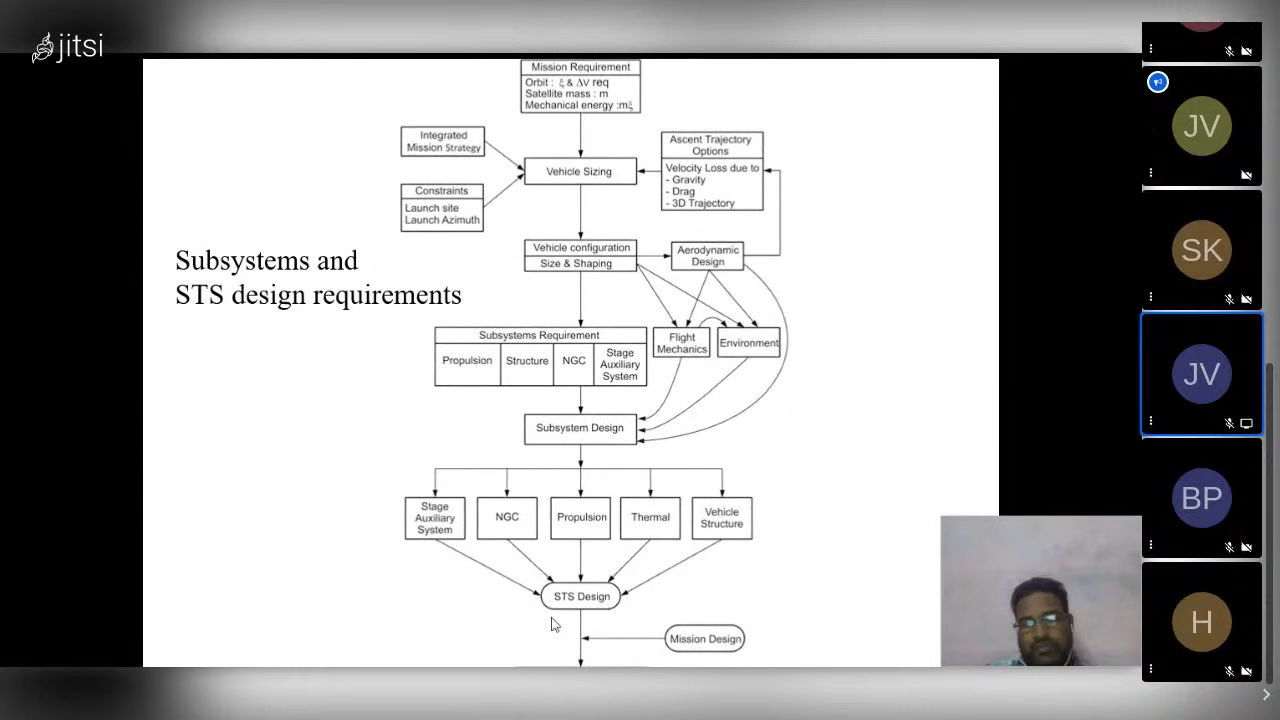 jitsi
Mission Requirement
Orbit : ξ & ΔV req
Satellite mass : m
Mechanical energy :mξ
Integrated
Mission Strategy
Constraints
Launch site
Launch Azimuth
Vehicle Sizing
Ascent Trajectory
Options
Velocity Loss due to
- Gravity
- Drag
- 3D Trajectory
Subsystems and
STS design requirements
Vehicle configuration
Size & Shaping
Aerodynamic
Design
Subsystems Requirement
Propulsion
Structure
NGC
Stage
Auxiliary
System
Flight
Mechanics
Environment
Subsystem Design
Stage
Auxiliary
System
NGC
Propulsion
Thermal
Vehicle
Structure
STS Design
Mission Design
JV
SK
JV
BP
H